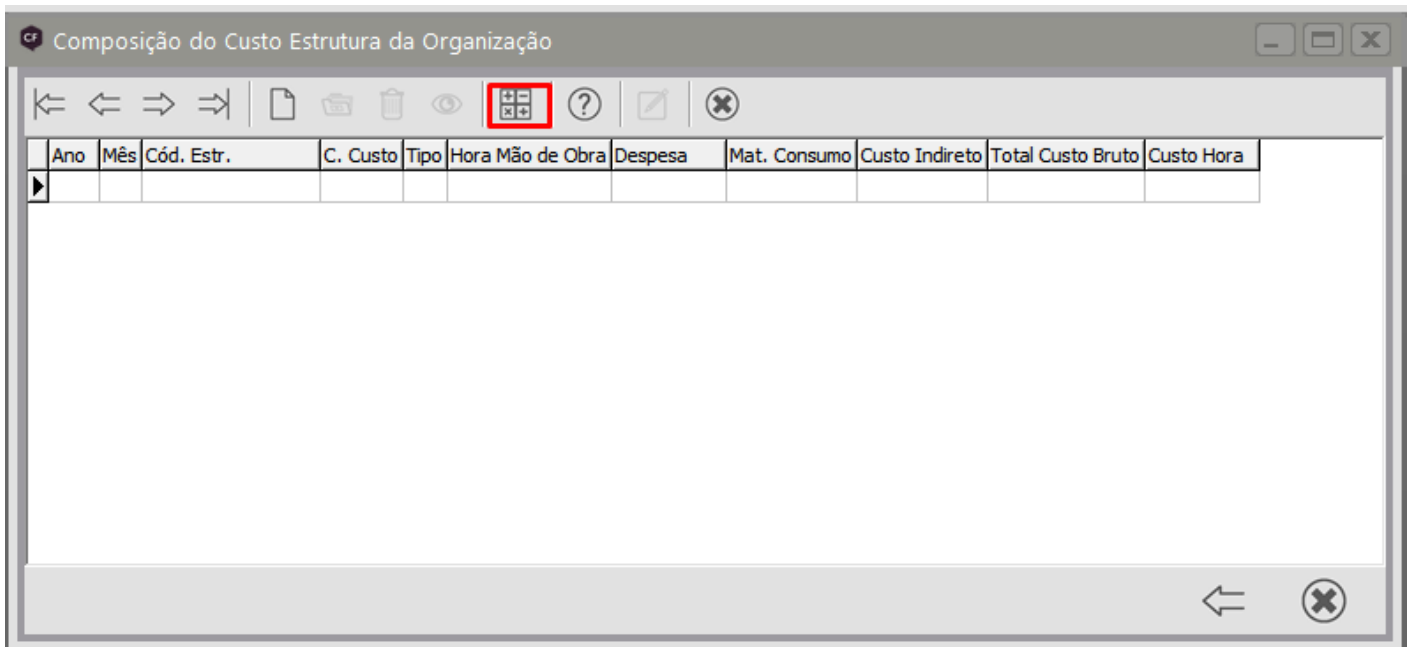 CF Composição do Custo Estrutura da Organização
Ano Mês Cód. Estr. C. Custo Tipo Hora Mão de Obra Despesa Mat. Consumo Custo Indireto Total Custo Bruto Custo Hora